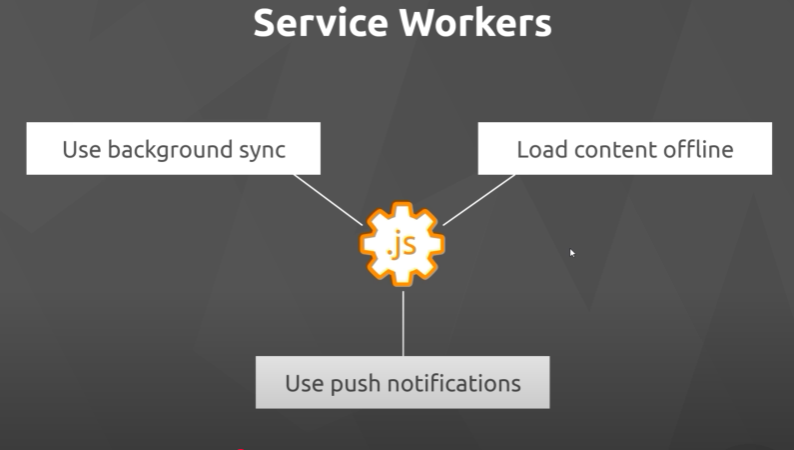 Service Workers
Use background sync
Load content offline
.js
Use push notifications